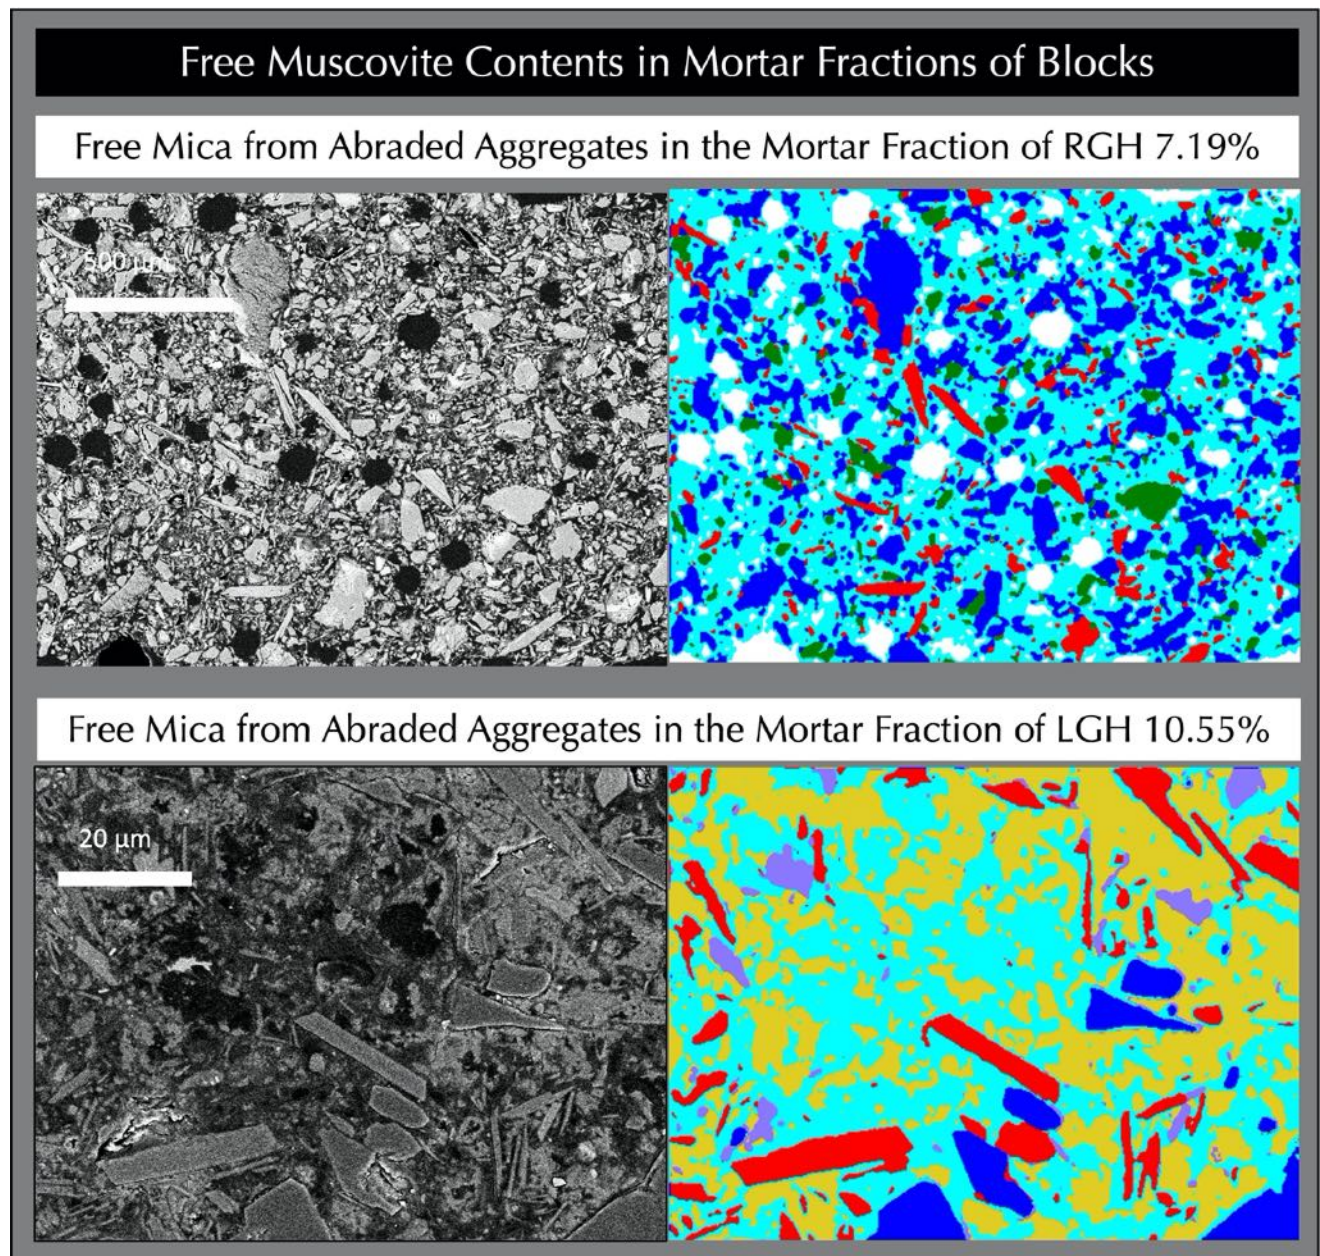 Free Muscovite Contents in Mortar Fractions of Blocks
Free Mica from Abraded Aggregates in the Mortar Fraction of RGH 7.19%
500 µm
Free Mica from Abraded Aggregates in the Mortar Fraction of LGH 10.55%
20 µm